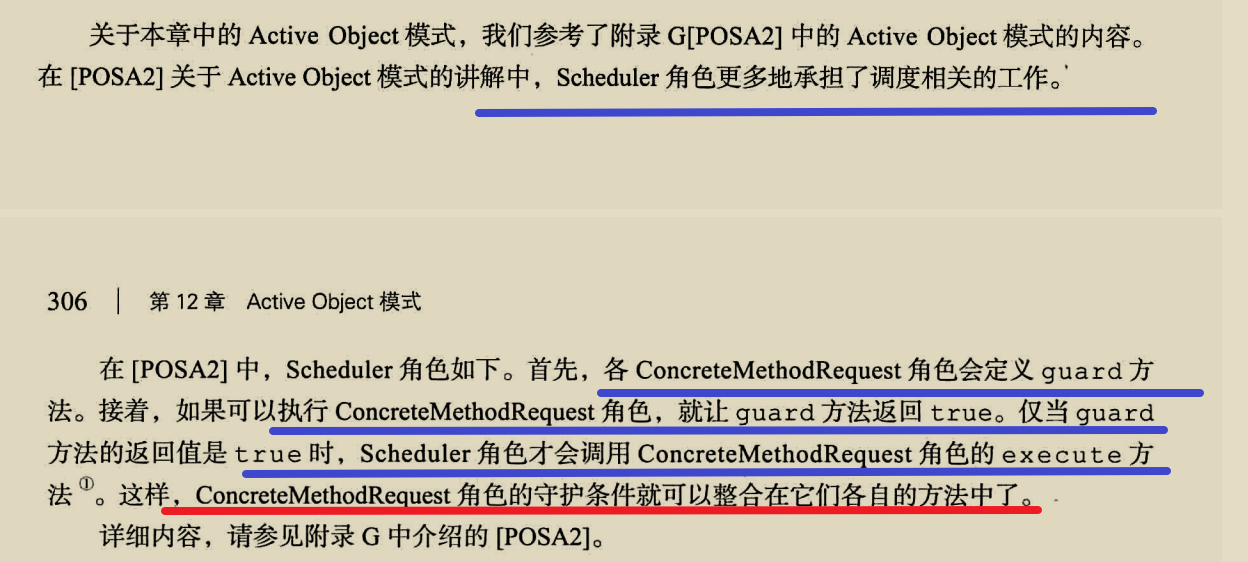 关于本章中的 Active Object 模式，我们参考了附录 G[POSA2] 中的 Active Object 模式的内容。
在 [POSA2] 关于 Active Object 模式的讲解中，Scheduler 角色更多地承担了调度相关的工作。
306 | 第 12 章 Active Object 模式
在 [POSA2] 中，Scheduler 角色如下。首先，各 ConcreteMethodRequest 角色会定义 guard 方
法。接着，如果可以执行 ConcreteMethodRequest 角色，就让 guard 方法返回 true。仅当 guard
方法的返回值是 true 时，Scheduler 角色才会调用 ConcreteMethodRequest 角色的 execute 方
法①。这样，ConcreteMethodRequest 角色的守护条件就可以整合在它们各自的方法中了。
详细内容，请参见附录 G 中介绍的 [POSA2]。